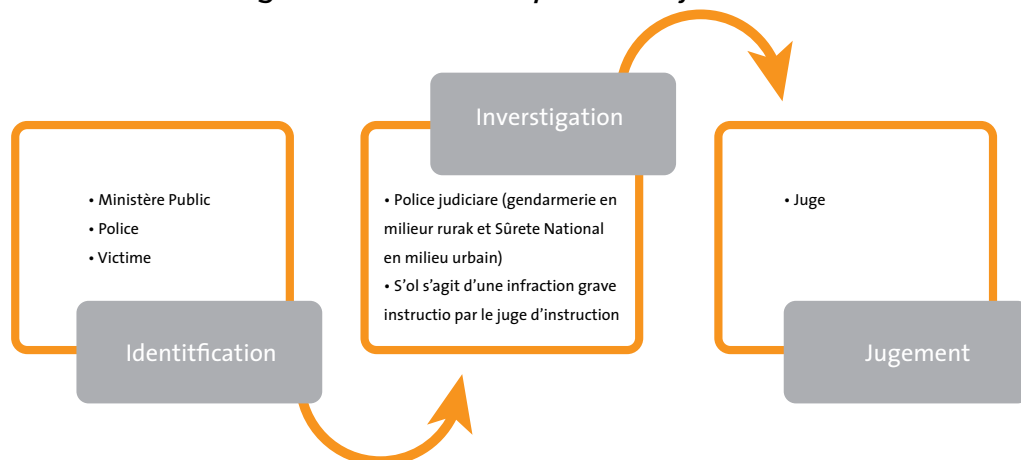 • Ministère Public
• Police
• Victime
Identitfication
Inverstigation
• Police judiciare (gendarmerie en
milieur rurak et Sûrete National
en milieu urbain)
• S'ol s'agit d'une infraction grave
instructio par le juge d'instruction
• Juge
Jugement